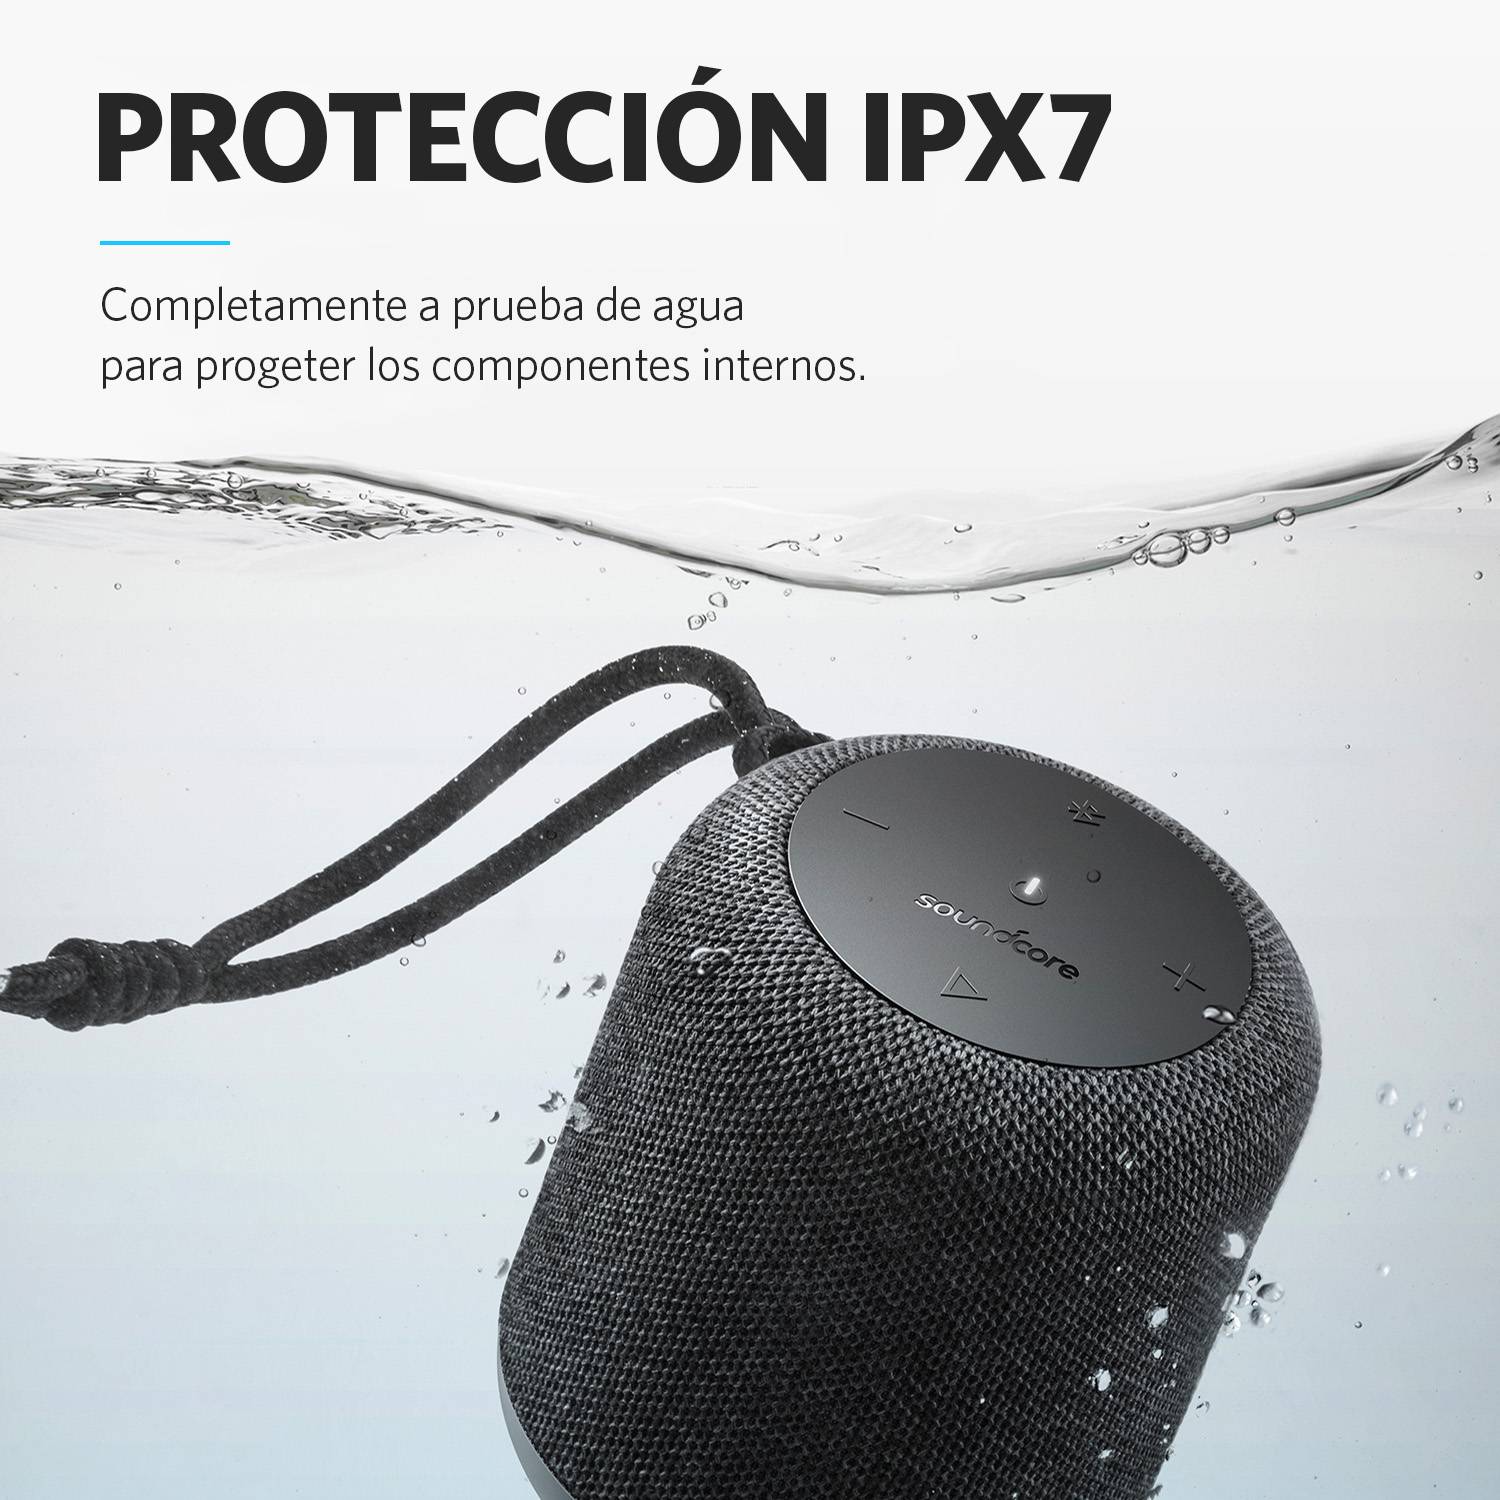 PROTECCIÓN IPX7
Completamente a prueba de agua
para progeter los componentes internos.
soundcore